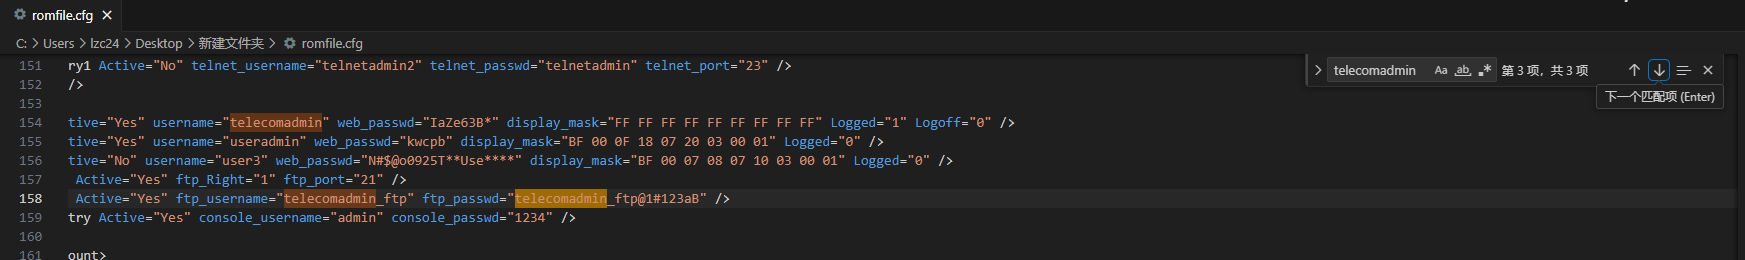 romfile.cfg
C: > Users > lzc24 > Desktop > 新建文件夹 > romfile.cfg
telecomadmin Aa ab .* 第 3 项，共 3 项
下一个匹配项 (Enter)
151 ry1 Active="No" telnet_username="telnetadmin2" telnet_passwd="telnetadmin" telnet_port="23" />
152 />
153
154 tive="Yes" username="telecomadmin" web_passwd="IaZe63B*" display_mask="FF FF FF FF FF FF FF FF FF" Logged="1" Logoff="0" />
155 tive="Yes" username="useradmin" web_passwd="kwcpb" display_mask="BF 00 0F 18 07 20 03 00 01" Logged="0" />
156 tive="No" username="user3" web_passwd="N#$@o0925T**Use****" display_mask="BF 00 07 08 07 10 03 00 01" Logged="0" />
157 Active="Yes" ftp_Right="1" ftp_port="21" />
158 Active="Yes" ftp_username="telecomadmin_ftp" ftp_passwd="telecomadmin_ftp@1#123aB" />
159 try Active="Yes" console_username="admin" console_passwd="1234" />
160
161 ount>